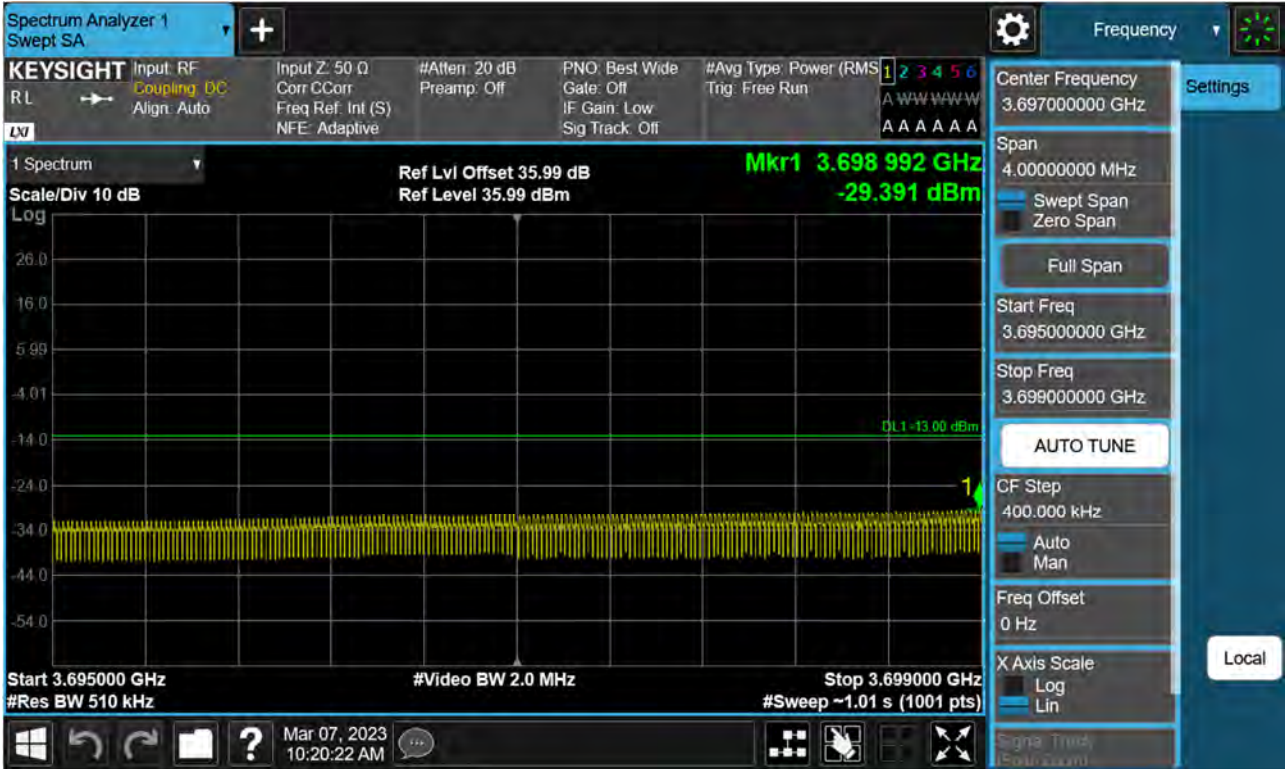 Spectrum Analyzer 1
Swept SA
+
Frequency
KEYSIGHT
R L
LXI
Input: RF
Coupling: DC
Align: Auto
Input Z: 50 Ω
Corr CCorr
Freq Ref: Int (S)
NFE: Adaptive
#Atten: 20 dB
Preamp: Off
PNO: Best Wide
Gate: Off
IF Gain: Low
Sig Track: Off
#Avg Type: Power (RMS
Trig: Free Run
1 2 3 4 5 6
A W W W W W
A A A A A A
1 Spectrum
Scale/Div 10 dB
Log
Ref Lvl Offset 35.99 dB
Ref Level 35.99 dBm
Mkr1 3.698 992 GHz
-29.391 dBm
26.0
16.0
5.99
-4.01
-14.0
-24.0
-34.0
-44.0
-54.0
DL1 -13.00 dBm
1
Start 3.695000 GHz
#Res BW 510 kHz
#Video BW 2.0 MHz
Stop 3.699000 GHz
#Sweep ~1.01 s (1001 pts)
Center Frequency
3.697000000 GHz
Span
4.00000000 MHz
Swept Span
Zero Span
Full Span
Start Freq
3.695000000 GHz
Stop Freq
3.699000000 GHz
AUTO TUNE
CF Step
400.000 kHz
Auto
Man
Freq Offset
0 Hz
X Axis Scale
Log
Lin
Signal Track
Settings
Local
?
Mar 07, 2023
10:20:22 AM